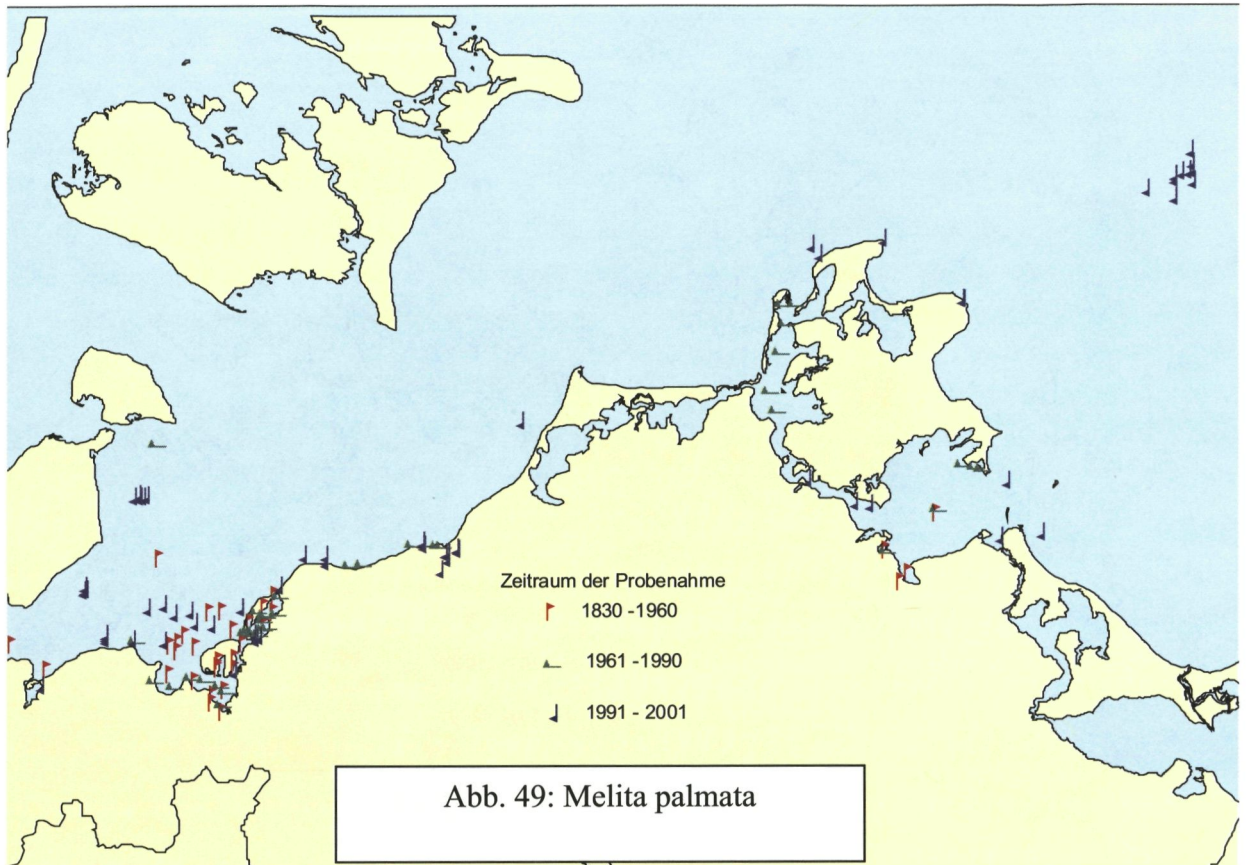 Zeitraum der Probenahme
1830 -1960
1961 -1990
1991 - 2001
Abb. 49: Melita palmata